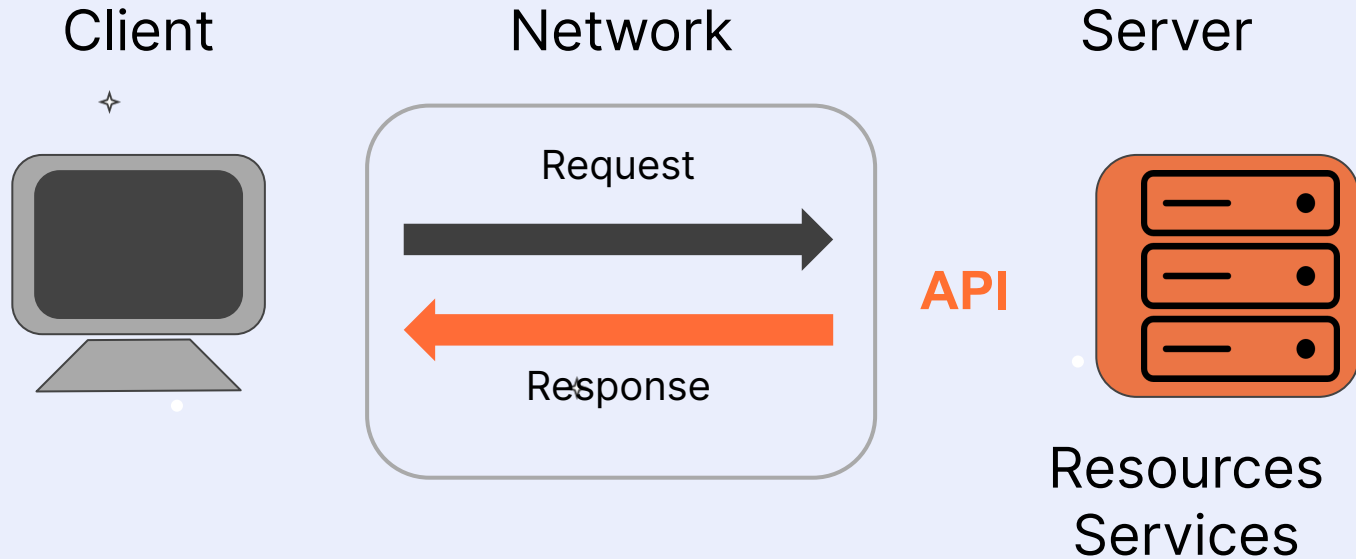 Client
Network
Server
Request
API
Response
Resources
Services